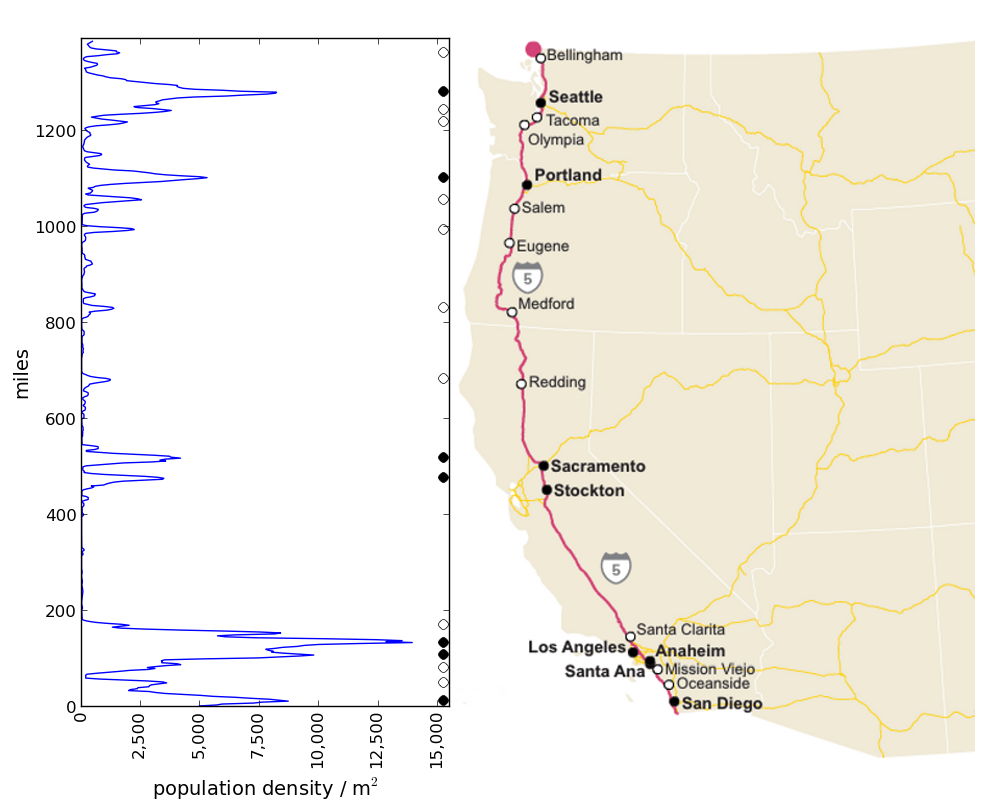 1200
1000
800
600
400
200
0
miles
0
2,500
5,000
7,500
10,000
12,500
15,000
population density / m²
Bellingham
Seattle
Tacoma
Olympia
Portland
Salem
Eugene
5
Medford
Redding
Sacramento
Stockton
5
Santa Clarita
Los Angeles
Anaheim
Santa Ana
Mission Viejo
Oceanside
San Diego